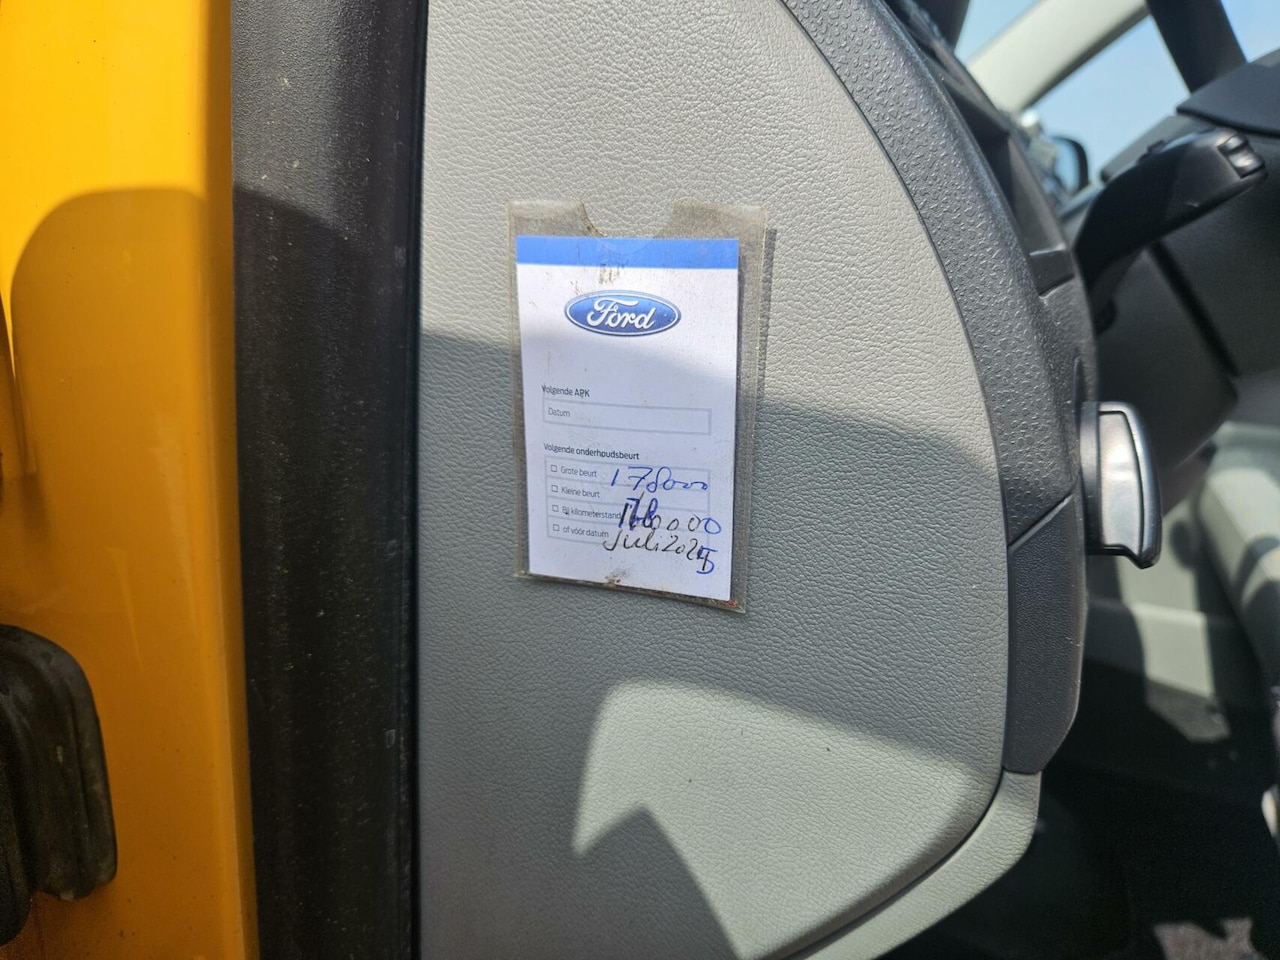 Ford
Volgende APK
Datum
Volgende onderhoudsbeurt
Grote beurt 178000
Kleine beurt
Bij kilometerstand
of vóór datum Juli 2025